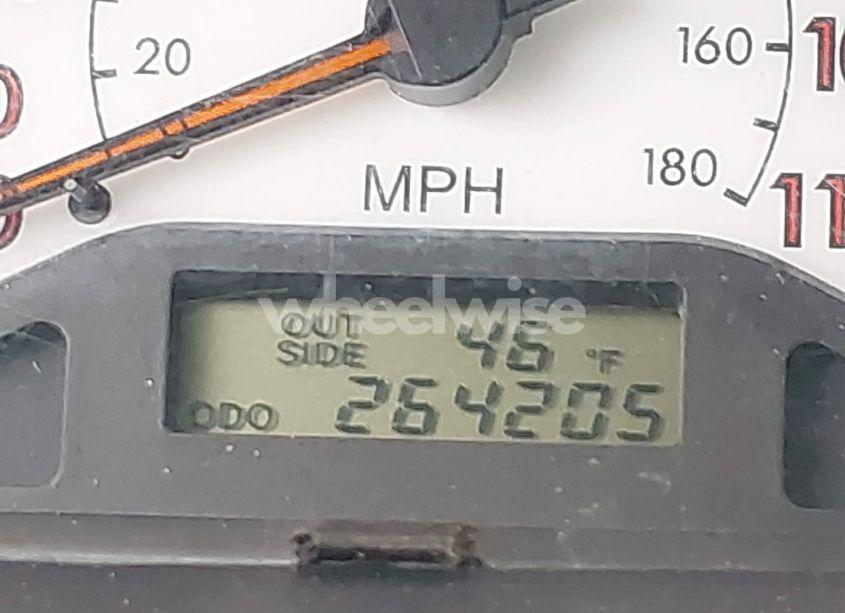 20
160
180
MPH
wheelwise
OUT
SIDE 46 °F
ODO 264205